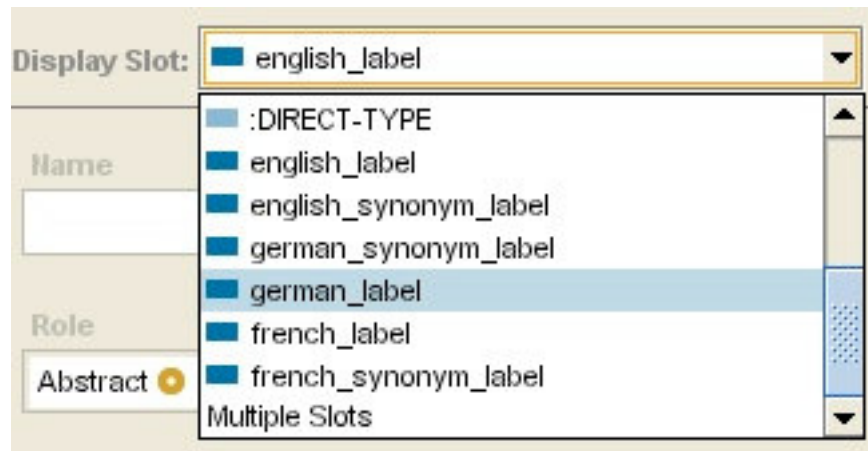 Display Slot: english_label
:DIRECT-TYPE
Name
english_label
english_synonym_label
german_synonym_label
german_label
Role
french_label
Abstract
french_synonym_label
Multiple Slots